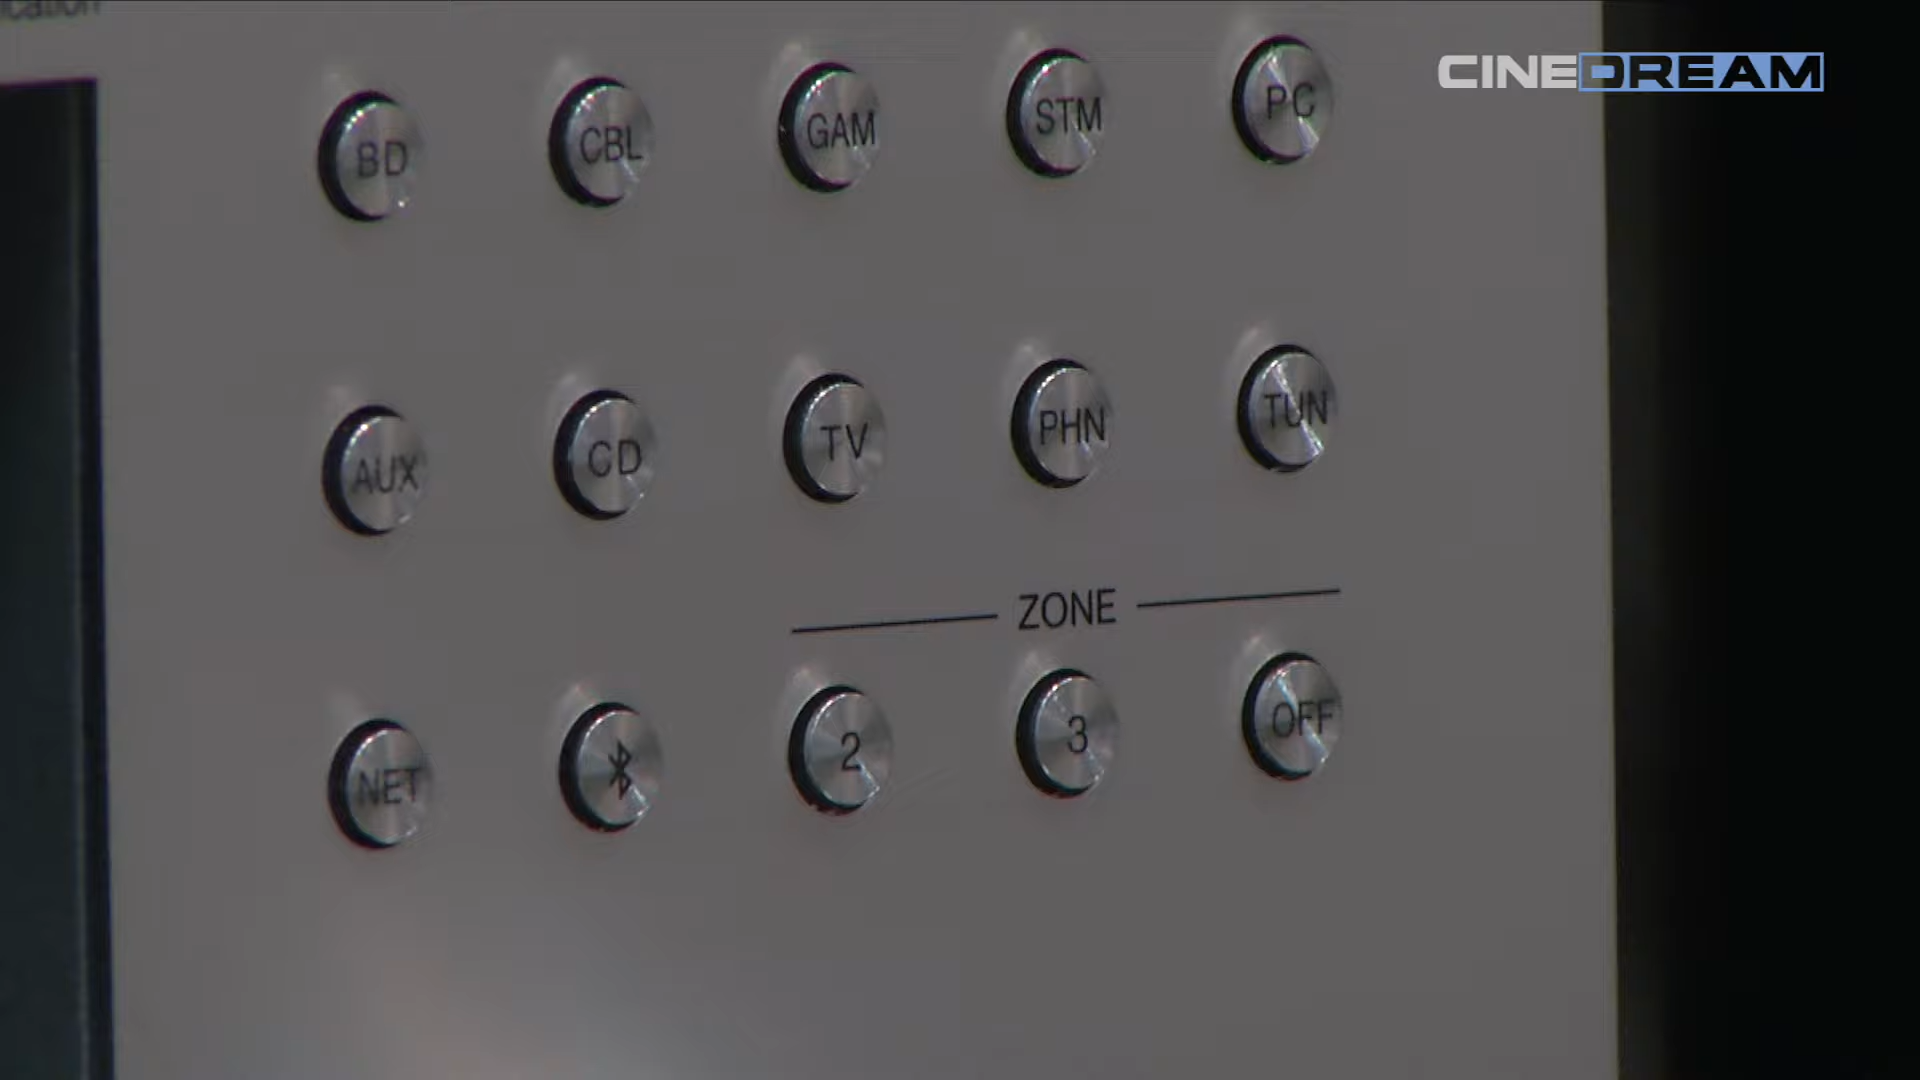 CINEDREAM
BD CBL GAM STM PC
AUX CD TV PHN TUN
ZONE
NET 2 3 OFF